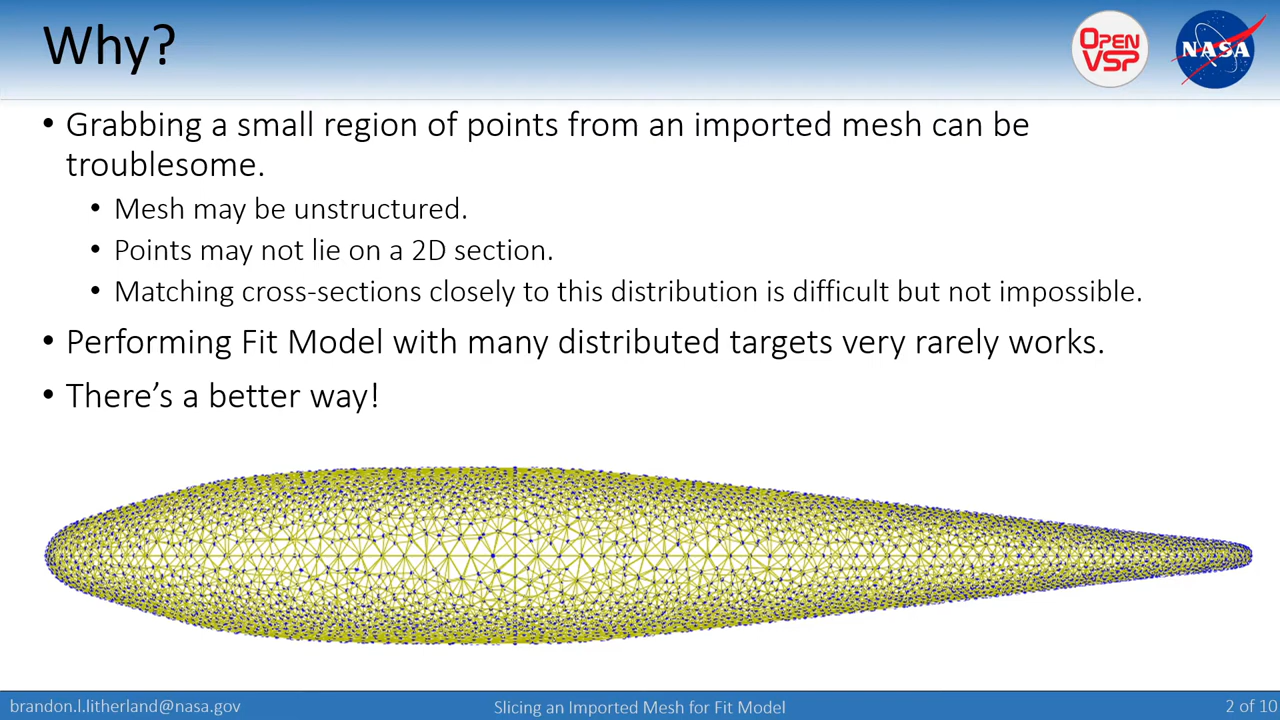 Why?
OPEN
VSP
NASA
• Grabbing a small region of points from an imported mesh can be
troublesome.
• Mesh may be unstructured.
• Points may not lie on a 2D section.
• Matching cross-sections closely to this distribution is difficult but not impossible.
• Performing Fit Model with many distributed targets very rarely works.
• There’s a better way!
brandon.l.litherland@nasa.gov
Slicing an Imported Mesh for Fit Model
2 of 10